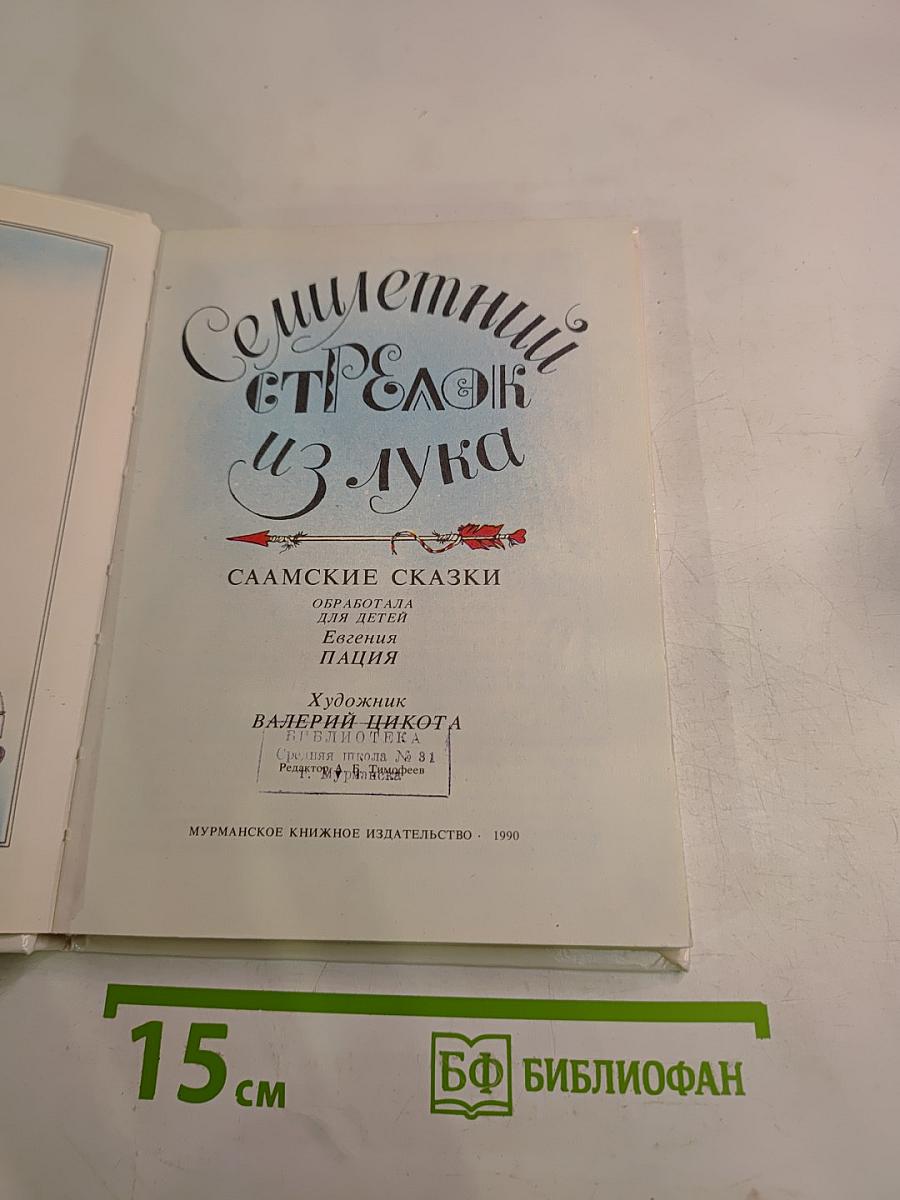 Семилетний
стрелок
из лука
СААМСКИЕ СКАЗКИ
ОБРАБОТАЛА
ДЛЯ ДЕТЕЙ
Евгения
ПАЦИЯ
Художник
ВАЛЕРИЙ ЦИКОТА
БИБЛИОТЕКА
Средняя школа № 31
Редактор А. Б. Тимофеев
г. Мурманска
МУРМАНСКОЕ КНИЖНОЕ ИЗДАТЕЛЬСТВО · 1990
15 см
БФ БИБЛИОФАН